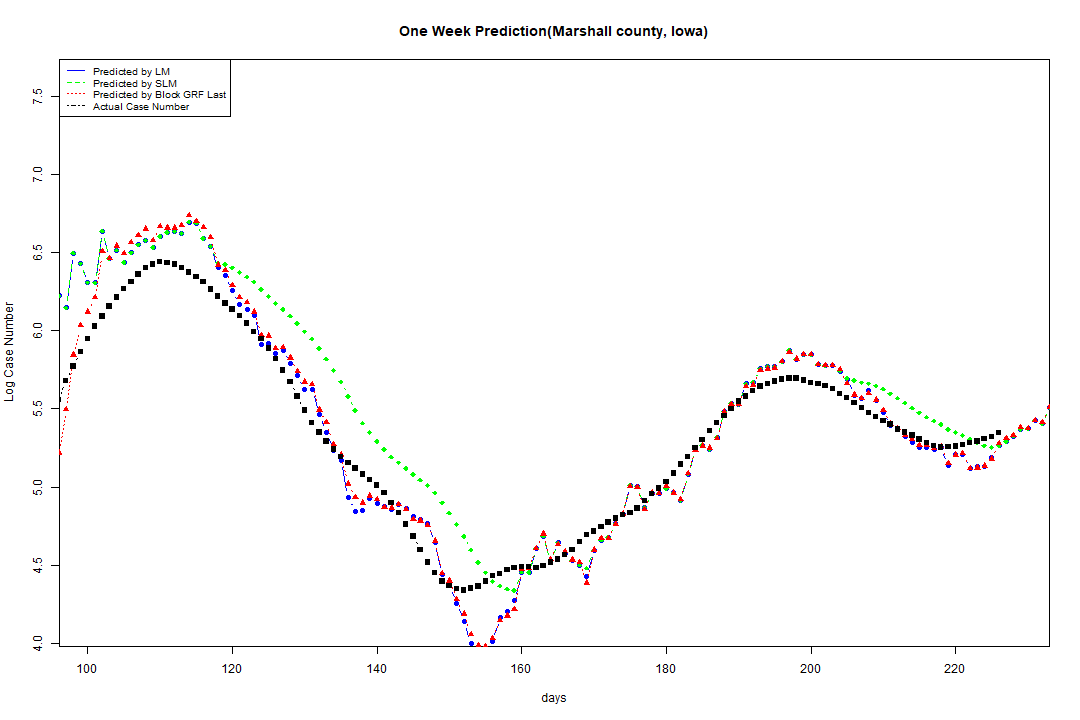 One Week Prediction(Marshall county, Iowa)
Predicted by LM
Predicted by SLM
Predicted by Block GRF Last
Actual Case Number
Log Case Number
7.5
7.0
6.5
6.0
5.5
5.0
4.5
4.0
100 120 140 160 180 200 220
days